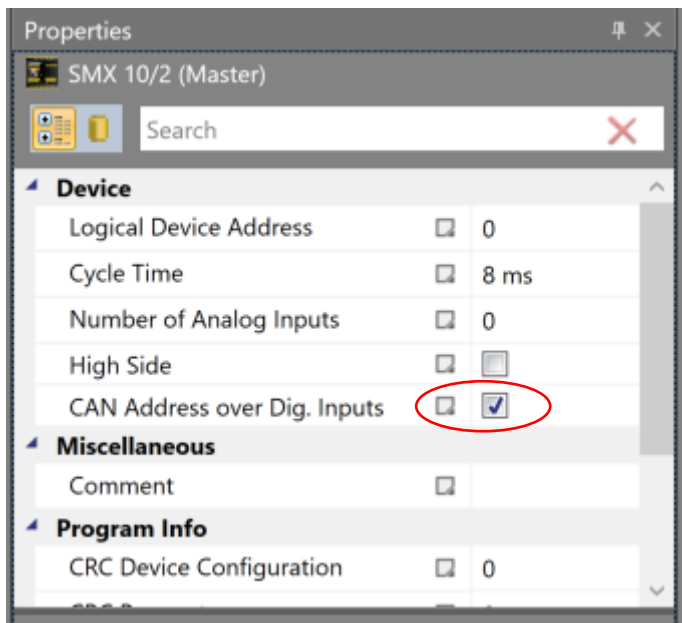 Properties
SMX 10/2 (Master)
Search
Device
Logical Device Address 0
Cycle Time 8 ms
Number of Analog Inputs 0
High Side
CAN Address over Dig. Inputs
Miscellaneous
Comment
Program Info
CRC Device Configuration 0